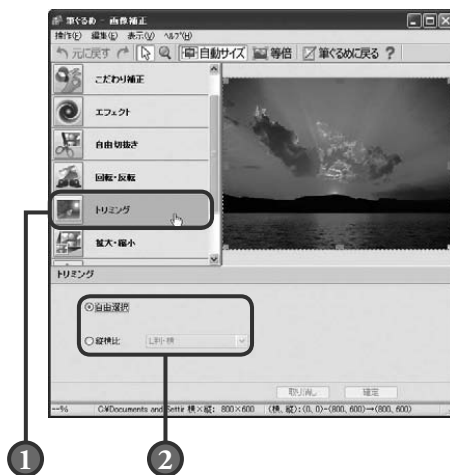 筆ぐるめ - 画像補正
操作(E) 編集(E) 表示(V) ヘルプ(H)
元に戻す 自動サイズ 等倍 筆ぐるめに戻る ?
こだわり補正
エフェクト
自由切抜き
回転・反転
トリミング
拡大・縮小
トリミング
自由選択
縦横比 L判-横
取り消し 確定
--% C:¥Documents and Settir 横×縦: 800×600 (横, 縦):(0, 0)-(800, 600)→(800, 600)
1 2